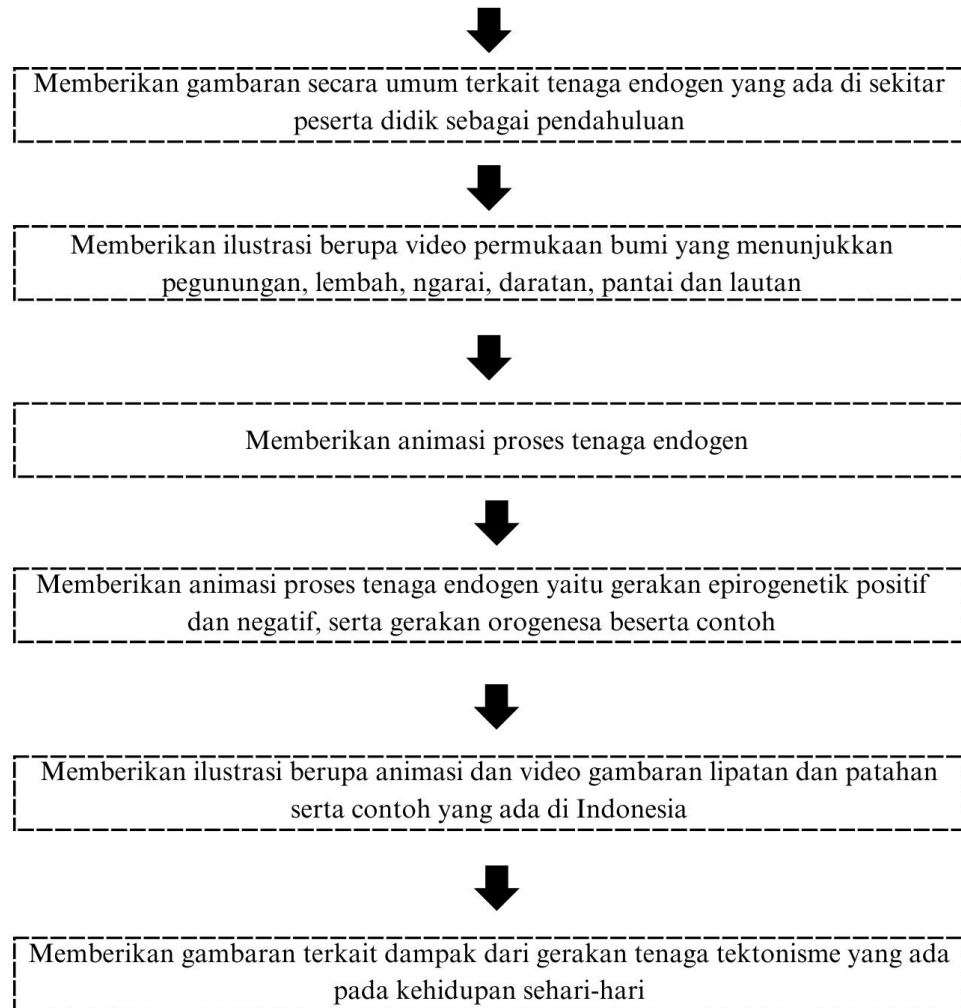 Memberikan gambaran secara umum terkait tenaga endogen yang ada di sekitar
peserta didik sebagai pendahuluan
Memberikan ilustrasi berupa video permukaan bumi yang menunjukkan
pegunungan, lembah, ngarai, daratan, pantai dan lautan
Memberikan animasi proses tenaga endogen
Memberikan animasi proses tenaga endogen yaitu gerakan epirogenetik positif
dan negatif, serta gerakan orogenesa beserta contoh
Memberikan ilustrasi berupa animasi dan video gambaran lipatan dan patahan
serta contoh yang ada di Indonesia
Memberikan gambaran terkait dampak dari gerakan tenaga tektonisme yang ada
pada kehidupan sehari-hari